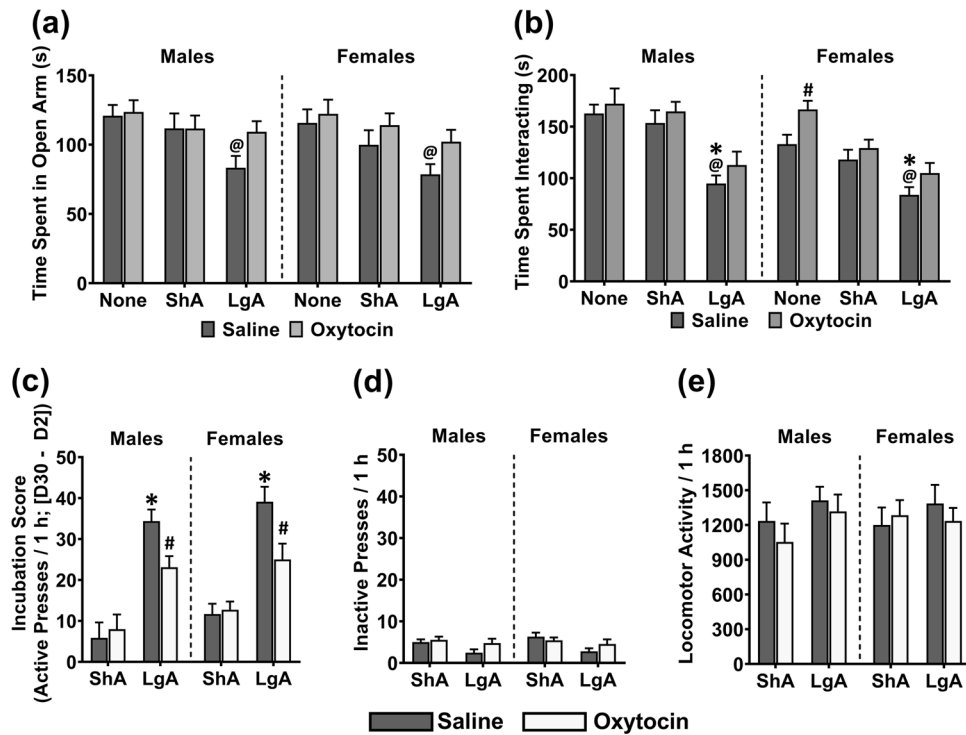 (a)
Males Females
Time Spent in Open Arm (s)
150
100
50
0
@ @
None ShA LgA None ShA LgA
Saline Oxytocin
(b)
Males Females
Time Spent Interacting (s)
200
150
100
50
0
*
@
#
*
@
None ShA LgA None ShA LgA
Saline Oxytocin
(c)
Males Females
Incubation Score
(Active Presses / 1 h; [D30 - D2])
50
40
30
20
10
0
* # * #
ShA LgA ShA LgA
(d)
Males Females
Inactive Presses / 1 h
50
40
30
20
10
0
ShA LgA ShA LgA
(e)
Males Females
Locomotor Activity / 1 h
1800
1500
1200
900
600
300
0
ShA LgA ShA LgA
Saline Oxytocin